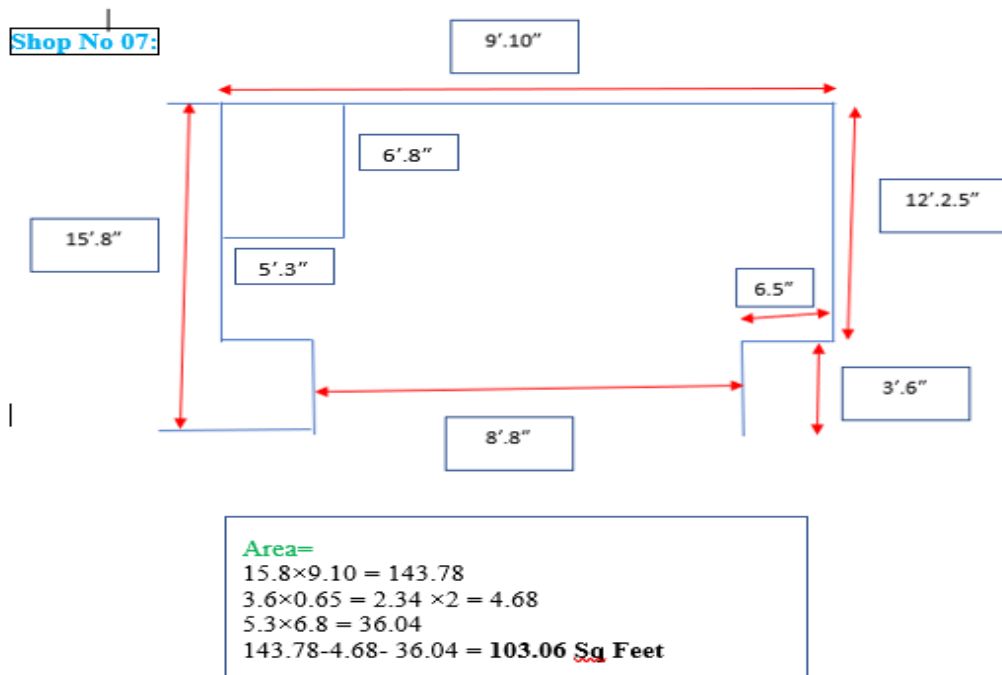 Shop No 07:
9′.10″
6′.8″
12′.2.5″
15′.8″
5′.3″
6.5″
3′.6″
8′.8″
Area=
15.8×9.10 = 143.78
3.6×0.65 = 2.34 ×2 = 4.68
5.3×6.8 = 36.04
143.78-4.68- 36.04 = 103.06 Sq Feet